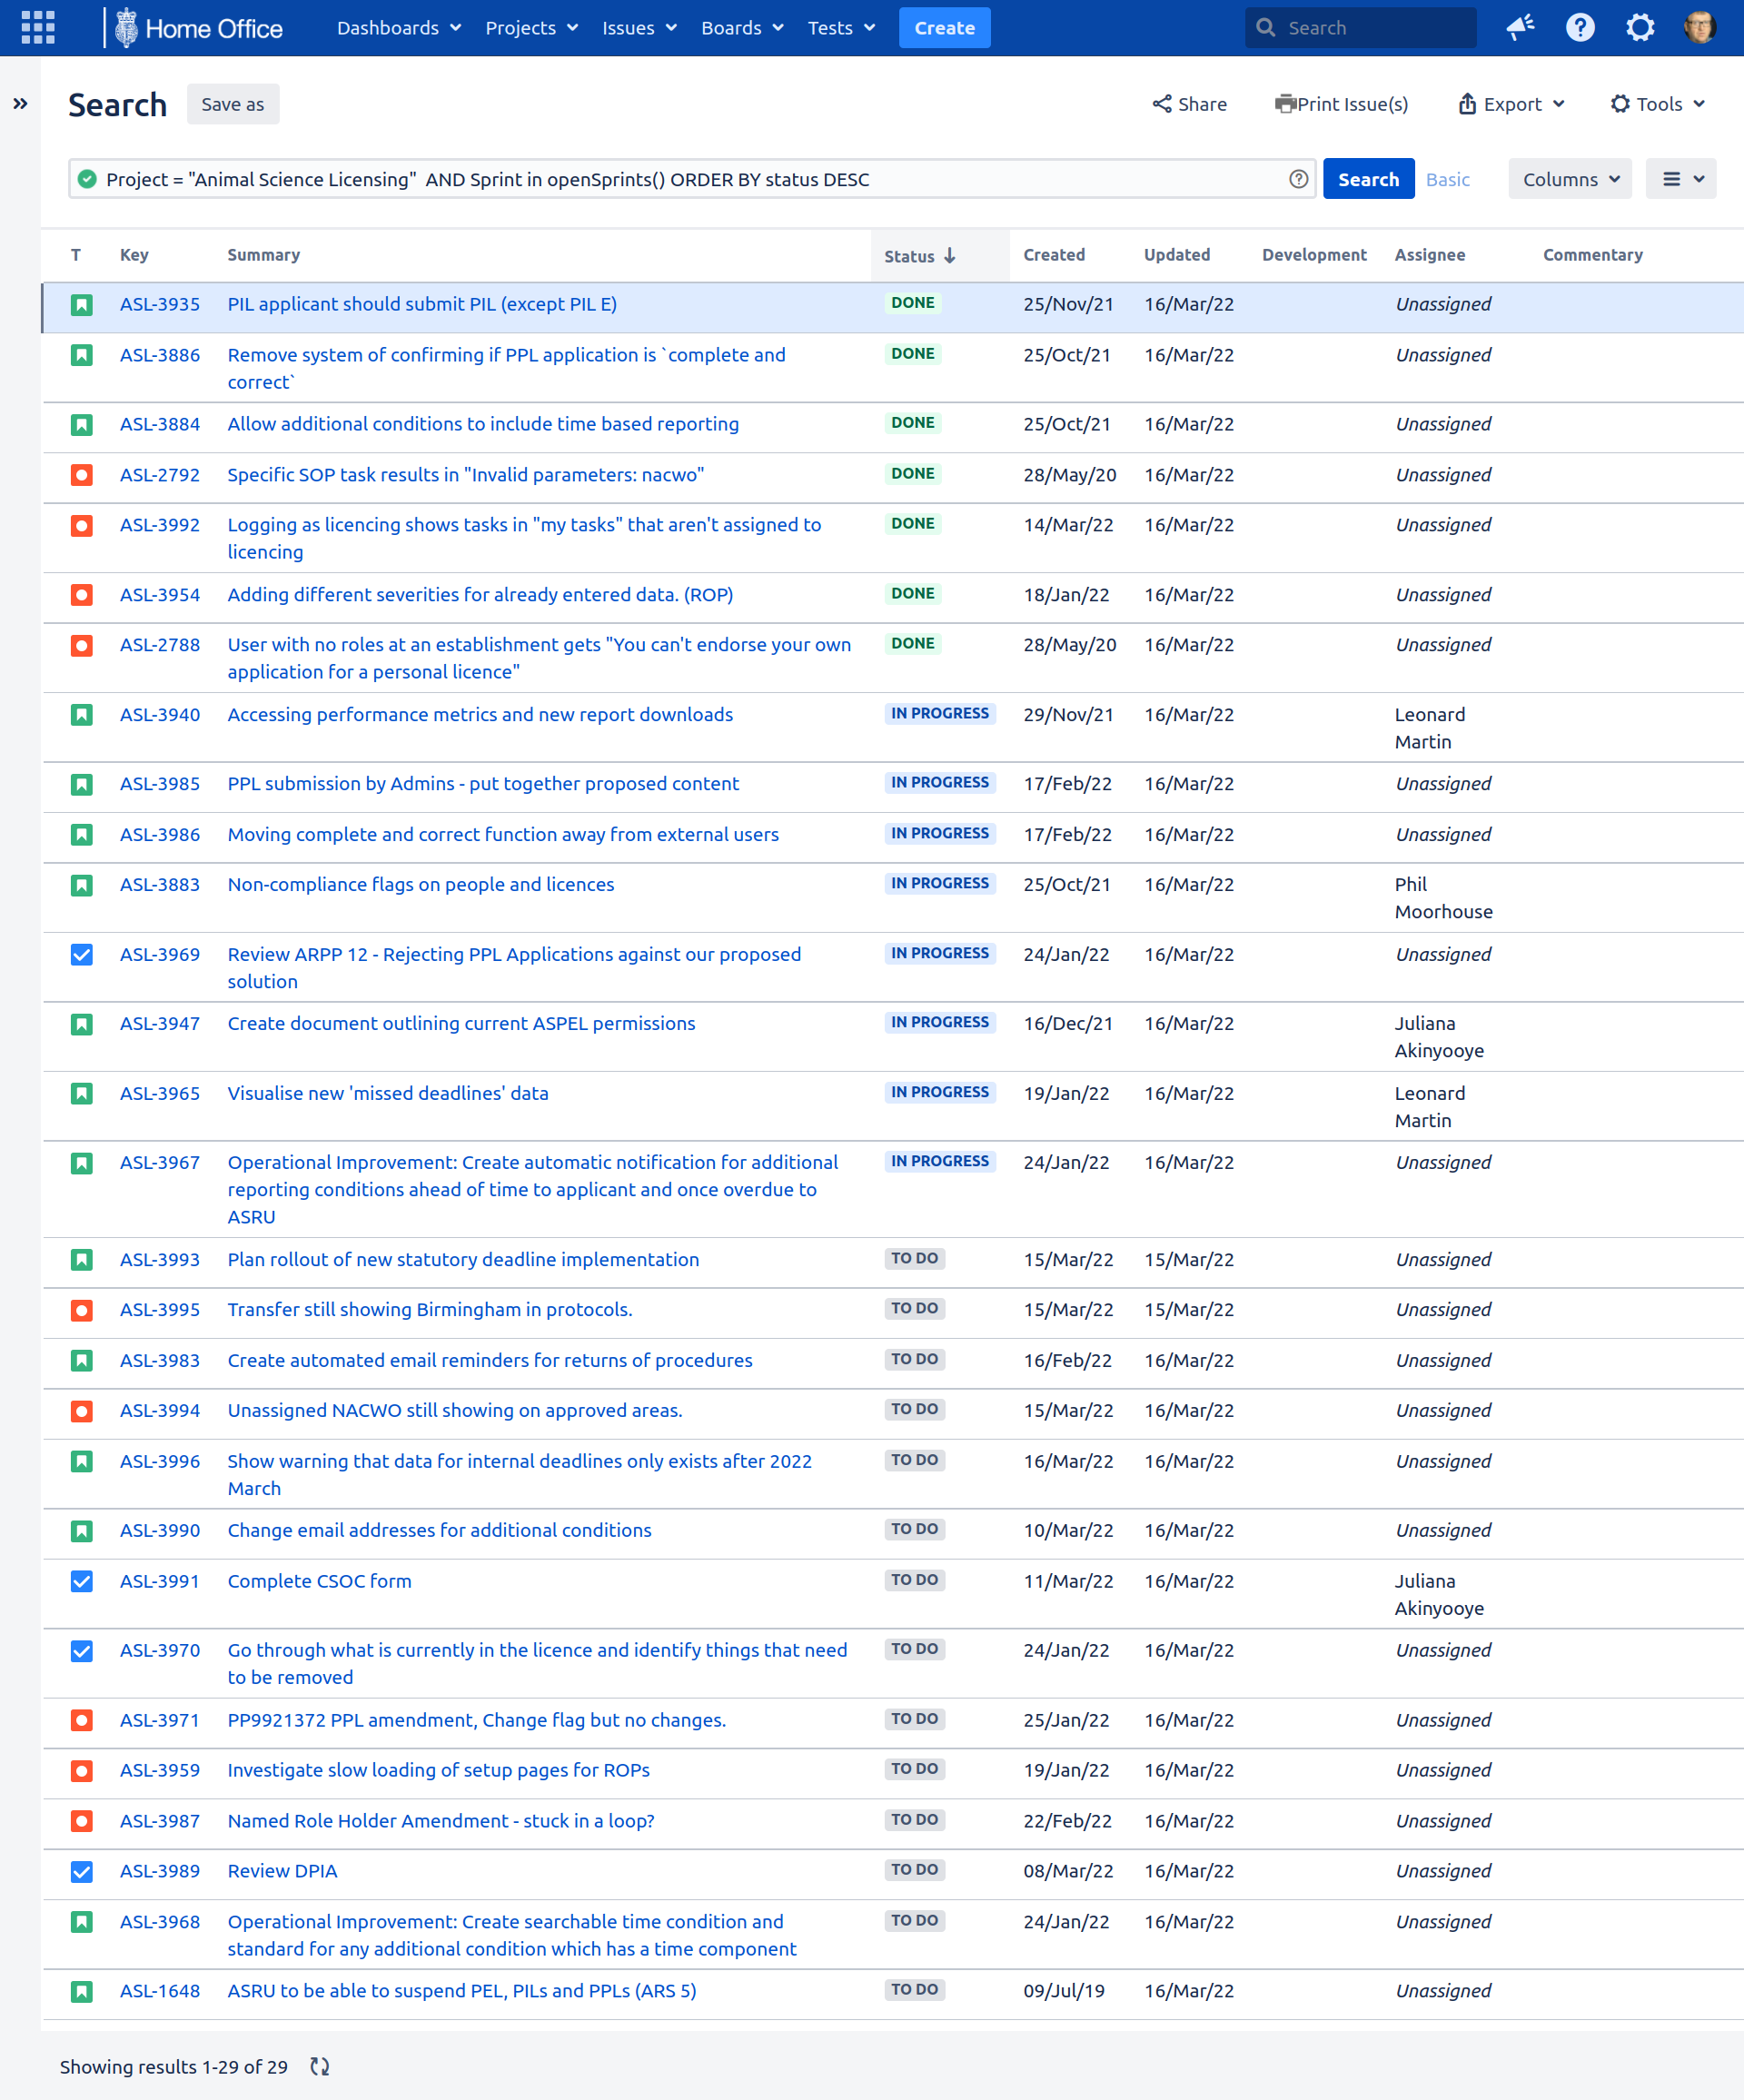 Home Office Dashboards Projects Issues Boards Tests Create Search
Search Save as Share Print Issue(s) Export Tools
Project = "Animal Science Licensing"  AND Sprint in openSprints() ORDER BY status DESC Search Basic Columns
T Key Summary Status Created Updated Development Assignee Commentary
ASL-3935 PIL applicant should submit PIL (except PIL E) DONE 25/Nov/21 16/Mar/22 Unassigned
ASL-3886 Remove system of confirming if PPL application is `complete and DONE 25/Oct/21 16/Mar/22 Unassigned
correct`
ASL-3884 Allow additional conditions to include time based reporting DONE 25/Oct/21 16/Mar/22 Unassigned
ASL-2792 Specific SOP task results in "Invalid parameters: nacwo" DONE 28/May/20 16/Mar/22 Unassigned
ASL-3992 Logging as licencing shows tasks in "my tasks" that aren't assigned to DONE 14/Mar/22 16/Mar/22 Unassigned
licencing
ASL-3954 Adding different severities for already entered data. (ROP) DONE 18/Jan/22 16/Mar/22 Unassigned
ASL-2788 User with no roles at an establishment gets "You can't endorse your own DONE 28/May/20 16/Mar/22 Unassigned
application for a personal licence"
ASL-3940 Accessing performance metrics and new report downloads IN PROGRESS 29/Nov/21 16/Mar/22 Leonard
Martin
ASL-3985 PPL submission by Admins - put together proposed content IN PROGRESS 17/Feb/22 16/Mar/22 Unassigned
ASL-3986 Moving complete and correct function away from external users IN PROGRESS 17/Feb/22 16/Mar/22 Unassigned
ASL-3883 Non-compliance flags on people and licences IN PROGRESS 25/Oct/21 16/Mar/22 Phil
Moorhouse
ASL-3969 Review ARPP 12 - Rejecting PPL Applications against our proposed IN PROGRESS 24/Jan/22 16/Mar/22 Unassigned
solution
ASL-3947 Create document outlining current ASPEL permissions IN PROGRESS 16/Dec/21 16/Mar/22 Juliana
Akinyooye
ASL-3965 Visualise new 'missed deadlines' data IN PROGRESS 19/Jan/22 16/Mar/22 Leonard
Martin
ASL-3967 Operational Improvement: Create automatic notification for additional IN PROGRESS 24/Jan/22 16/Mar/22 Unassigned
reporting conditions ahead of time to applicant and once overdue to
ASRU
ASL-3993 Plan rollout of new statutory deadline implementation TO DO 15/Mar/22 15/Mar/22 Unassigned
ASL-3995 Transfer still showing Birmingham in protocols. TO DO 15/Mar/22 15/Mar/22 Unassigned
ASL-3983 Create automated email reminders for returns of procedures TO DO 16/Feb/22 16/Mar/22 Unassigned
ASL-3994 Unassigned NACWO still showing on approved areas. TO DO 15/Mar/22 16/Mar/22 Unassigned
ASL-3996 Show warning that data for internal deadlines only exists after 2022 TO DO 16/Mar/22 16/Mar/22 Unassigned
March
ASL-3990 Change email addresses for additional conditions TO DO 10/Mar/22 16/Mar/22 Unassigned
ASL-3991 Complete CSOC form TO DO 11/Mar/22 16/Mar/22 Juliana
Akinyooye
ASL-3970 Go through what is currently in the licence and identify things that need TO DO 24/Jan/22 16/Mar/22 Unassigned
to be removed
ASL-3971 PP9921372 PPL amendment, Change flag but no changes. TO DO 25/Jan/22 16/Mar/22 Unassigned
ASL-3959 Investigate slow loading of setup pages for ROPs TO DO 19/Jan/22 16/Mar/22 Unassigned
ASL-3987 Named Role Holder Amendment - stuck in a loop? TO DO 22/Feb/22 16/Mar/22 Unassigned
ASL-3989 Review DPIA TO DO 08/Mar/22 16/Mar/22 Unassigned
ASL-3968 Operational Improvement: Create searchable time condition and TO DO 24/Jan/22 16/Mar/22 Unassigned
standard for any additional condition which has a time component
ASL-1648 ASRU to be able to suspend PEL, PILs and PPLs (ARS 5) TO DO 09/Jul/19 16/Mar/22 Unassigned
Showing results 1-29 of 29